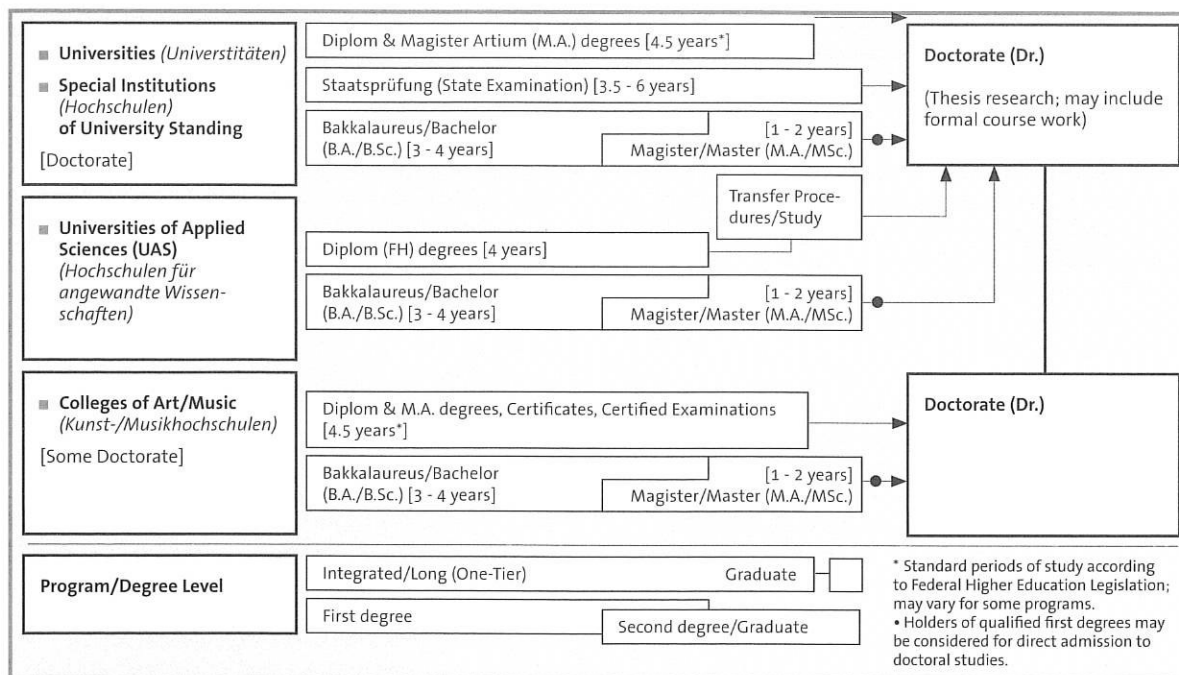 Universities (Universtitäten)
Special Institutions
(Hochschulen)
of University Standing
[Doctorate]
Diplom & Magister Artium (M.A.) degrees [4.5 years*]
Staatsprüfung (State Examination) [3.5 - 6 years]
Bakkalaureus/Bachelor
(B.A./B.Sc.) [3 - 4 years]
[1 - 2 years]
Magister/Master (M.A./MSc.)
Doctorate (Dr.)
(Thesis research; may include
formal course work)
Transfer Proce-
dures/Study
Universities of Applied
Sciences (UAS)
(Hochschulen für
angewandte Wissen-
schaften)
Diplom (FH) degrees [4 years]
Bakkalaureus/Bachelor
(B.A./B.Sc.) [3 - 4 years]
[1 - 2 years]
Magister/Master (M.A./MSc.)
Colleges of Art/Music
(Kunst-/Musikhochschulen)
[Some Doctorate]
Diplom & M.A. degrees, Certificates, Certified Examinations
[4.5 years*]
Bakkalaureus/Bachelor
(B.A./B.Sc.) [3 - 4 years]
[1 - 2 years]
Magister/Master (M.A./MSc.)
Doctorate (Dr.)
Program/Degree Level
Integrated/Long (One-Tier)
Graduate
First degree
Second degree/Graduate
* Standard periods of study according
to Federal Higher Education Legislation;
may vary for some programs.
• Holders of qualified first degrees may
be considered for direct admission to
doctoral studies.